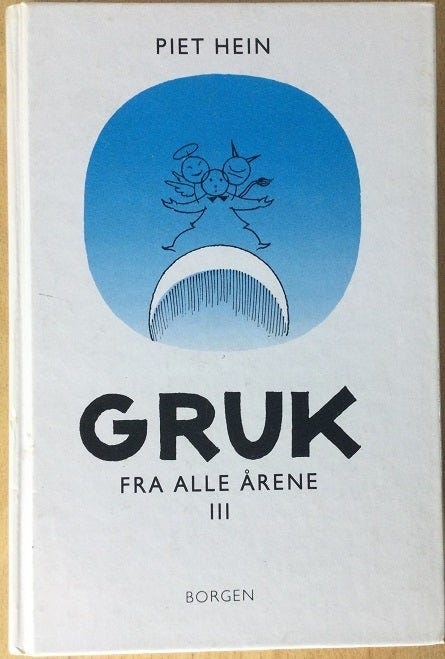 PIET HEIN
GRUK
FRA ALLE ÅRENE
III
BORGEN